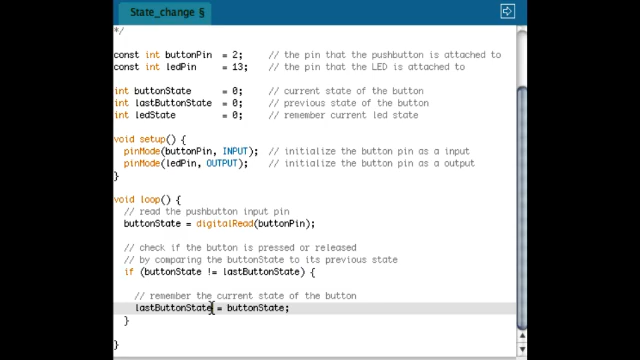 State_change §
*/
const int buttonPin = 2; // the pin that the pushbutton is attached to
const int ledPin = 13; // the pin that the LED is attached to
int buttonState = 0; // current state of the button
int lastButtonState = 0; // previous state of the button
int ledState = 0; // remember current led state
void setup() {
pinMode(buttonPin, INPUT); // initialize the button pin as a input
pinMode(ledPin, OUTPUT); // initialize the button pin as a output
}
void loop() {
// read the pushbutton input pin
buttonState = digitalRead(buttonPin);
// check if the button is pressed or released
// by comparing the buttonState to its previous state
if (buttonState != lastButtonState) {
// remember the current state of the button
lastButtonState = buttonState;
}
}